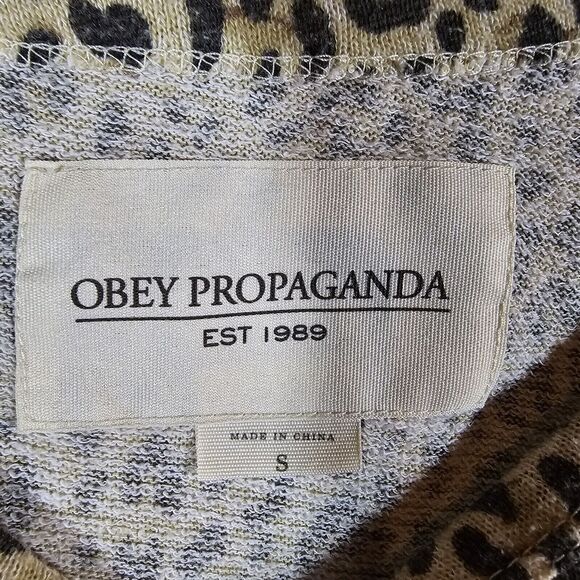 OBEY PROPAGANDA
EST 1989
MADE IN CHINA
S